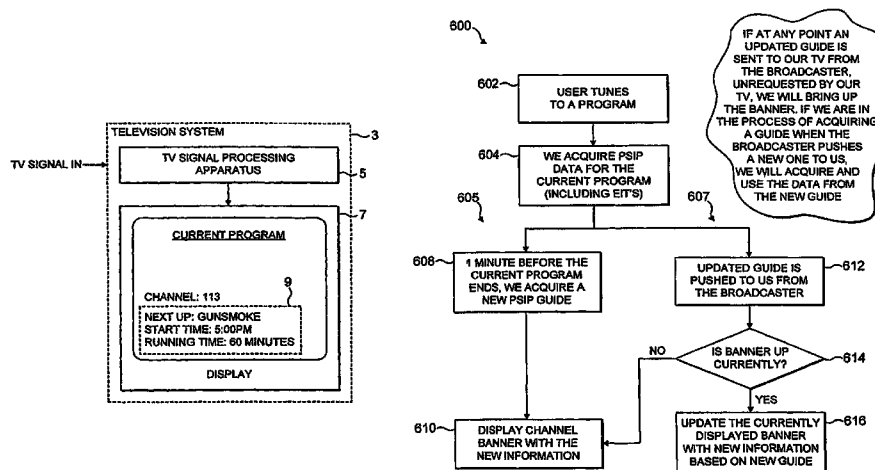 TELEVISION SYSTEM
3
TV SIGNAL IN
TV SIGNAL PROCESSING
APPARATUS
5
7
CURRENT PROGRAM
CHANNEL: 113
9
NEXT UP: GUNSMOKE
START TIME: 5:00PM
RUNNING TIME: 60 MINUTES
DISPLAY
600
602
USER TUNES
TO A PROGRAM
604
WE ACQUIRE PSIP
DATA FOR THE
CURRENT PROGRAM
(INCLUDING EIT'S)
605
607
608
1 MINUTE BEFORE THE
CURRENT PROGRAM
ENDS, WE ACQUIRE A
NEW PSIP GUIDE
UPDATED GUIDE IS
PUSHED TO US FROM
THE BROADCASTER
612
IS BANNER UP
CURRENTLY?
614
NO
YES
610
DISPLAY CHANNEL
BANNER WITH THE
NEW INFORMATION
UPDATE THE CURRENTLY
DISPLAYED BANNER
WITH NEW INFORMATION
BASED ON NEW GUIDE
616
IF AT ANY POINT AN
UPDATED GUIDE IS
SENT TO OUR TV FROM
THE BROADCASTER,
UNREQUESTED BY OUR
TV, WE WILL BRING UP
THE BANNER. IF WE ARE IN
THE PROCESS OF ACQUIRING
A GUIDE WHEN THE
BROADCASTER PUSHES
A NEW ONE TO US,
WE WILL ACQUIRE AND
USE THE DATA FROM
THE NEW GUIDE